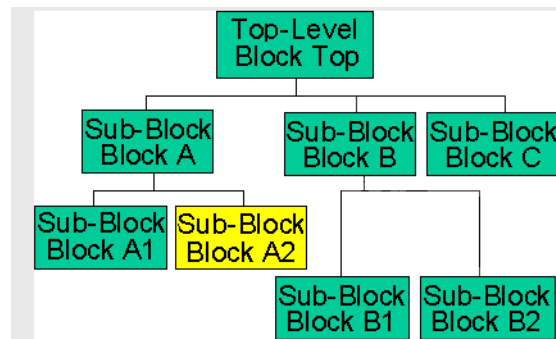 Top-Level
Block Top
Sub-Block
Block A
Sub-Block
Block B
Sub-Block
Block C
Sub-Block
Block A1
Sub-Block
Block A2
Sub-Block
Block B1
Sub-Block
Block B2